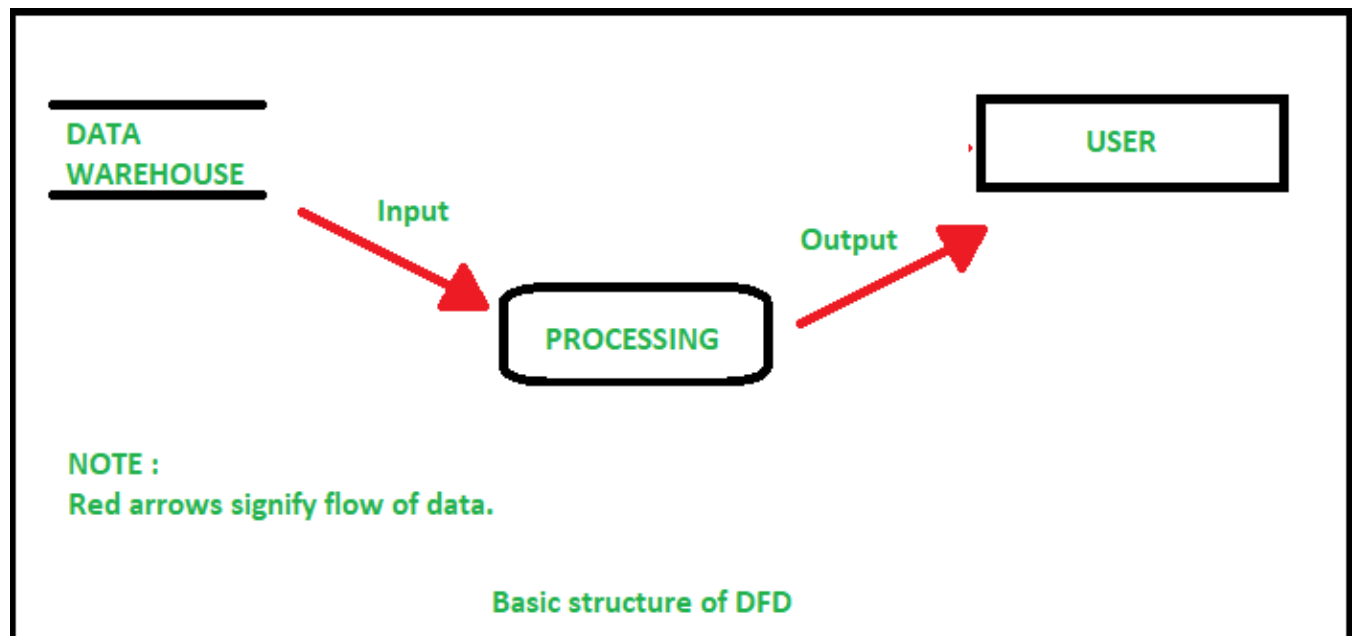 DATA
WAREHOUSE
USER
Input
Output
PROCESSING
NOTE :
Red arrows signify flow of data.
Basic structure of DFD